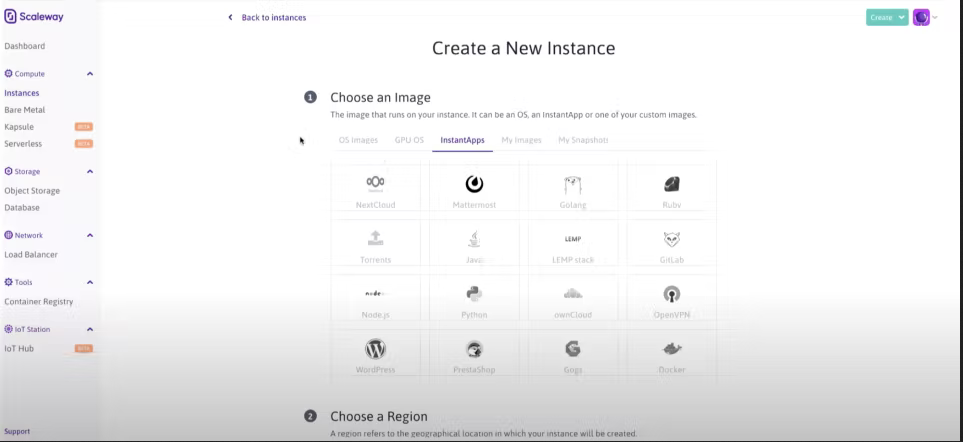 Scaleway
Back to instances
Create
Dashboard
Create a New Instance
Compute
Instances
Bare Metal
Kapsule BETA
Serverless BETA
Storage
Object Storage
Database
Network
Load Balancer
Tools
Container Registry
IoT Station
IoT Hub BETA
Support
1 Choose an Image
The image that runs on your instance. It can be an OS, an InstantApp or one of your custom images.
OS Images GPU OS InstantApps My Images My Snapshots
NextCloud Mattermost Golang Ruby
LEMP
Torrents Java LEMP stack GitLab
node
Node.js Python ownCloud OpenVPN
WordPress PrestaShop Gogs Docker
2 Choose a Region
A region refers to the geographical location in which your instance will be created.